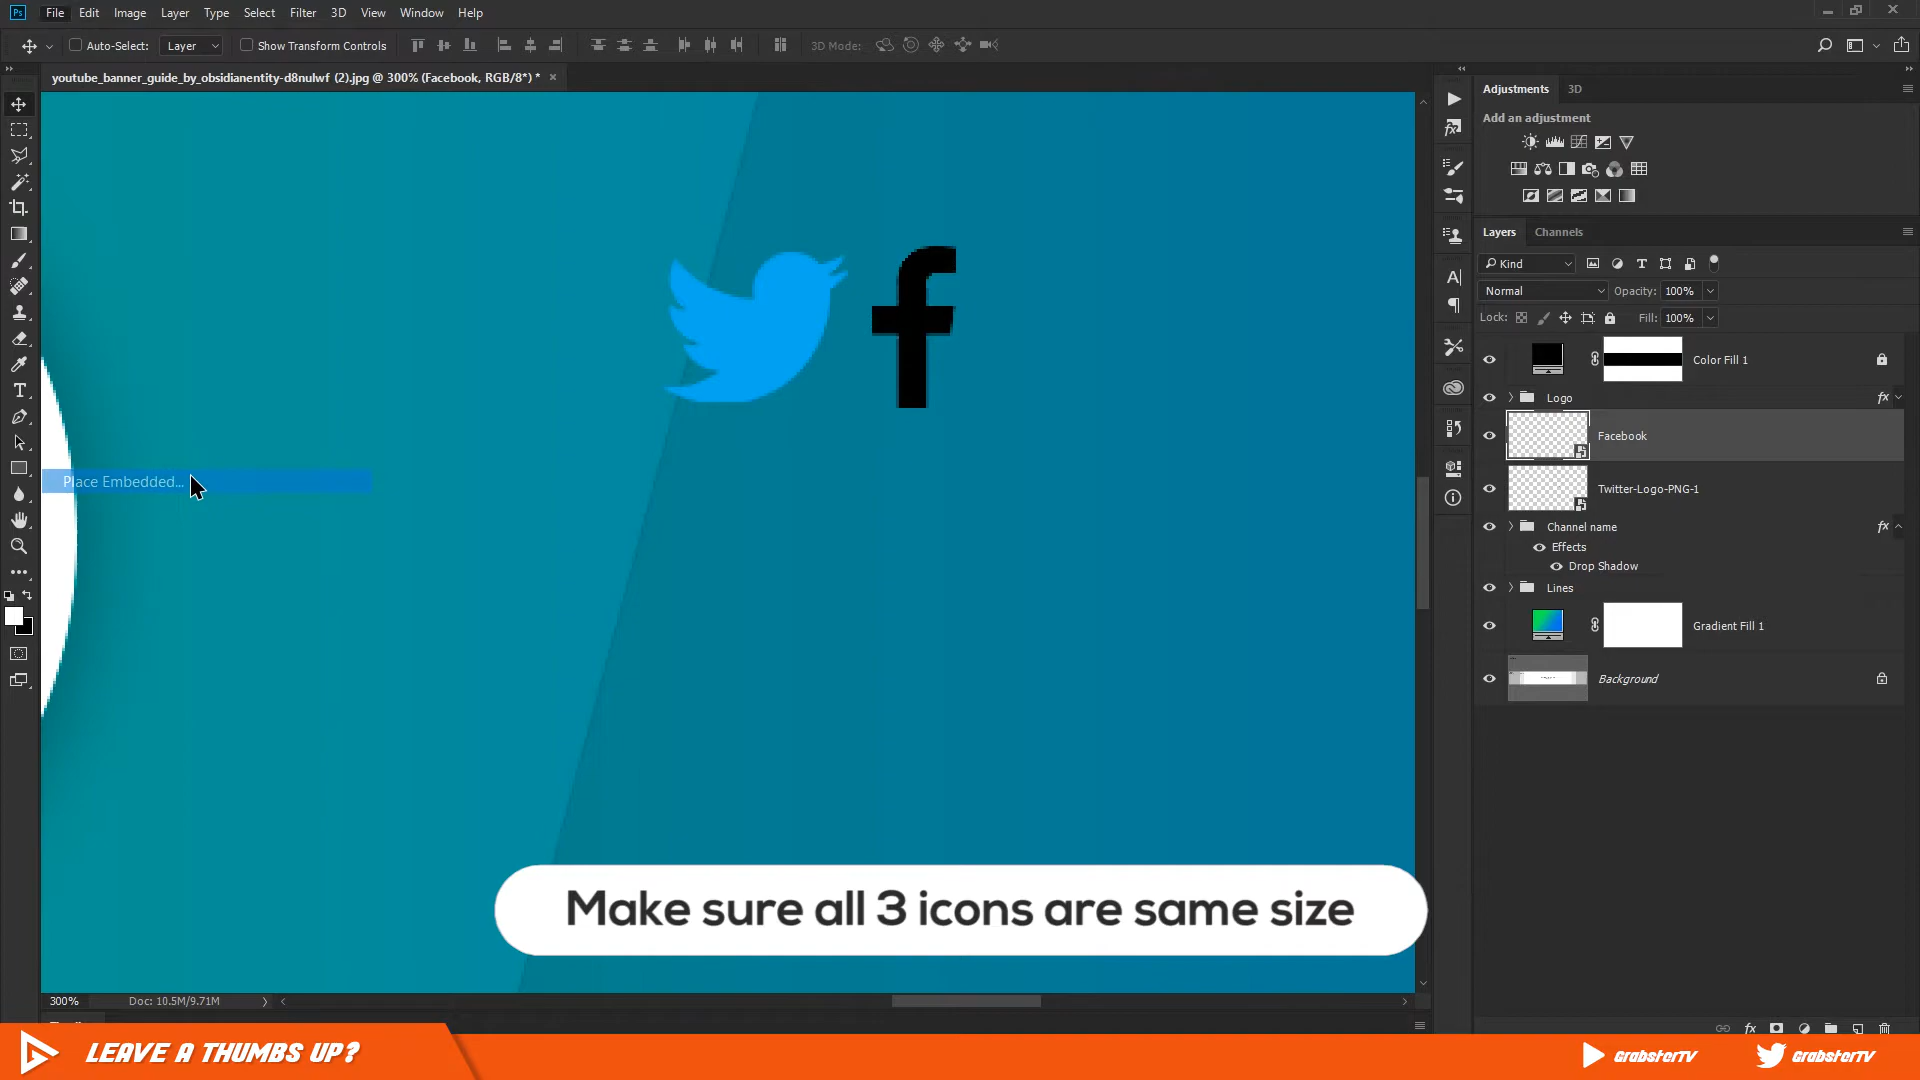 Ps File Edit Image Layer Type Select Filter 3D View Window Help
Auto-Select: Layer Show Transform Controls 3D Mode:
youtube_banner_guide_by_obsidianentity-d8nulwf (2).jpg @ 300% (Facebook, RGB/8*) * ×
Adjustments 3D
Add an adjustment
Layers Channels
Kind
Normal Opacity: 100%
Lock: Fill: 100%
Color Fill 1
Logo fx
Facebook
Twitter-Logo-PNG-1
Channel name fx
Effects
Drop Shadow
Lines
Gradient Fill 1
Background
Place Embedded...
Make sure all 3 icons are same size
300% Doc: 10.5M/9.71M
LEAVE A THUMBS UP?
GrabsterTV
GrabsterTV